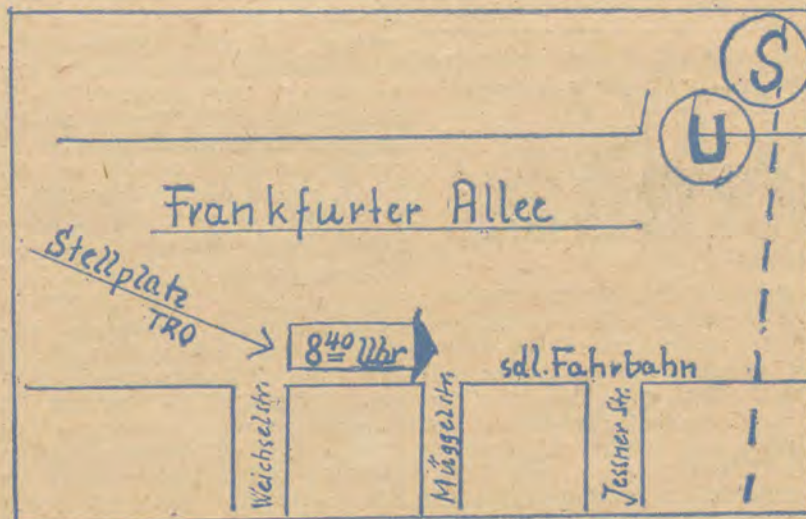 S
U
Frankfurter Allee
Stellplatz
TRO
8⁴⁰ Uhr
sdl. Fahrbahn
Weichselstr.
Müggelstr.
Jessner Str.